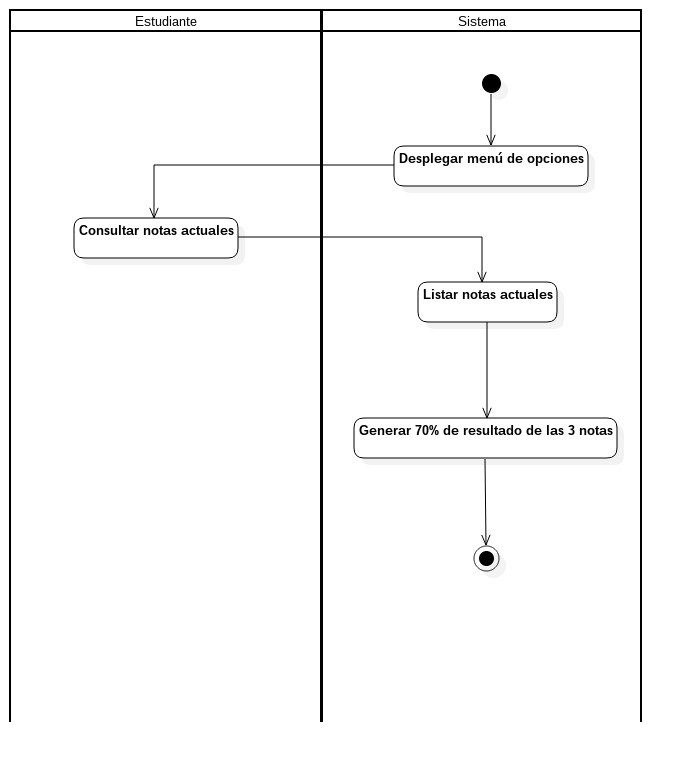 Estudiante
Sistema
Desplegar menú de opciones
Consultar notas actuales
Listar notas actuales
Generar 70% de resultado de las 3 notas